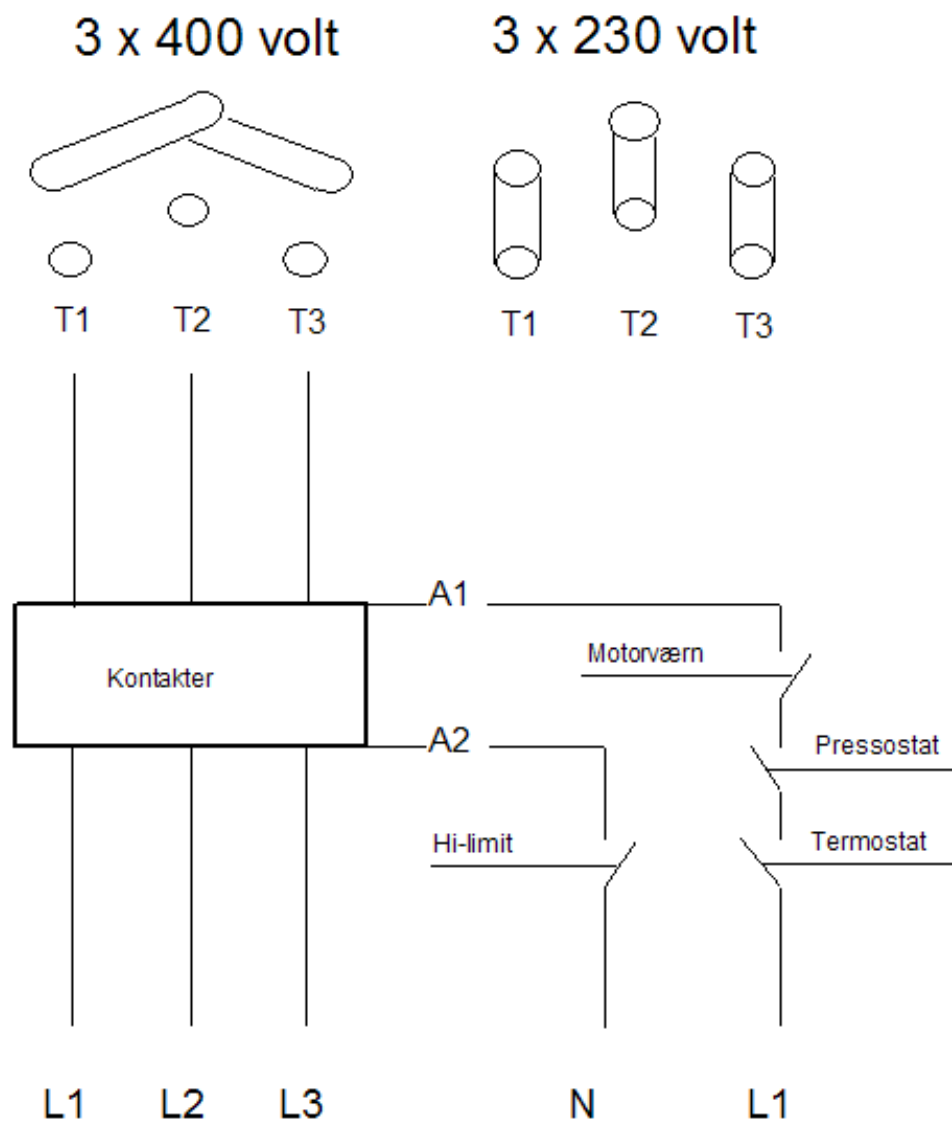 3 x 400 volt
3 x 230 volt
T1 T2 T3
T1 T2 T3
A1
Motorværn
Kontakter
A2
Pressostat
Hi-limit
Termostat
L1 L2 L3 N L1